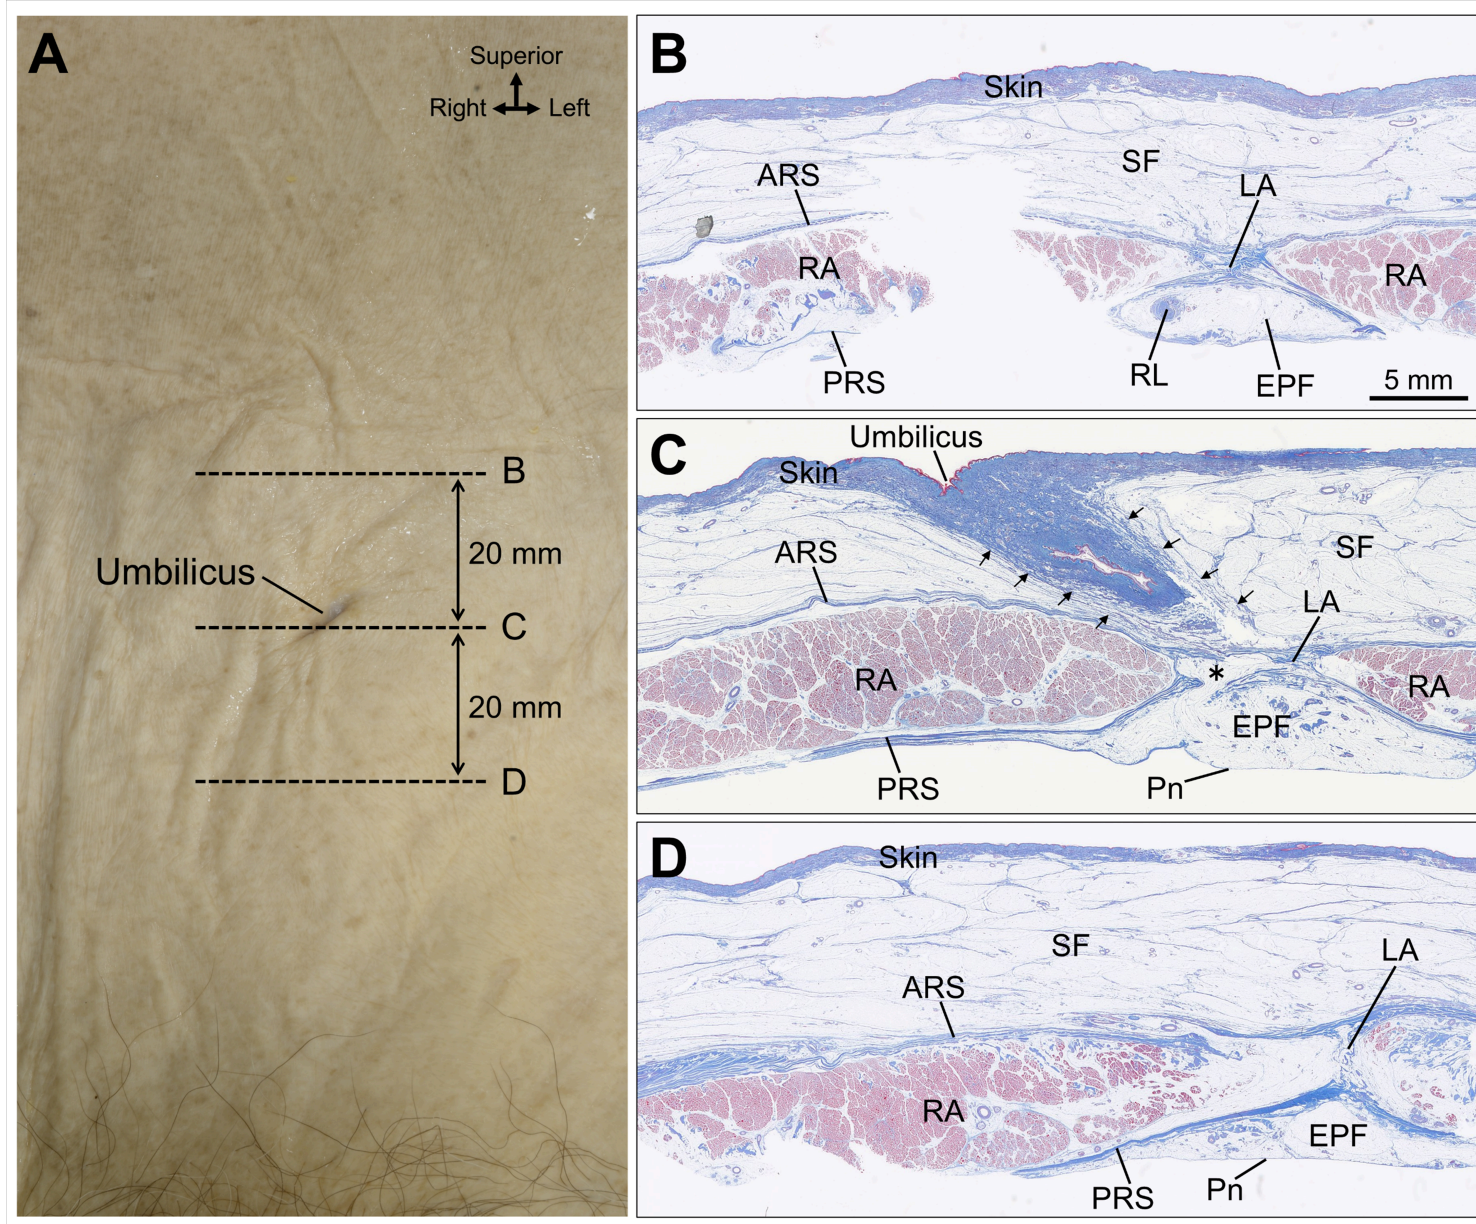 A
Superior
Right
Left
B
20 mm
Umbilicus
C
20 mm
D
B
Skin
SF
ARS
LA
RA
RA
PRS
RL
EPF
5 mm
C
Umbilicus
Skin
ARS
SF
LA
RA
*
RA
EPF
PRS
Pn
D
Skin
SF
LA
ARS
RA
EPF
PRS
Pn